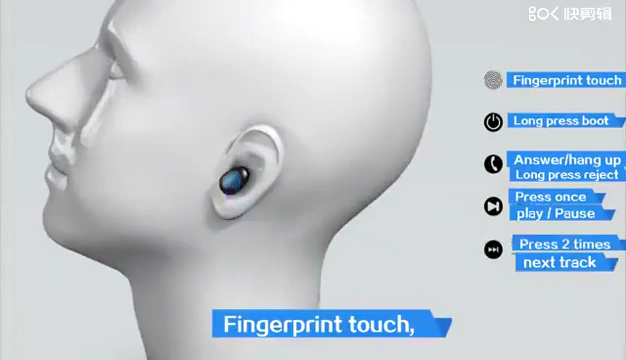 快剪辑
Fingerprint touch
Long press boot
Answer/hang up
Long press reject
Press once
play / Pause
Press 2 times
next track
Fingerprint touch,